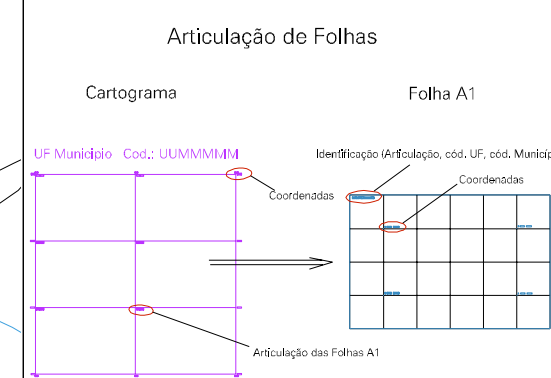 Articulação de Folhas
Cartograma
Folha A1
UF Municipio Cod.: UUMMMMM
Identificação (Articulação, cód. UF, cód. Municíp
Coordenadas
Coordenadas
Articulação das Folhas A1